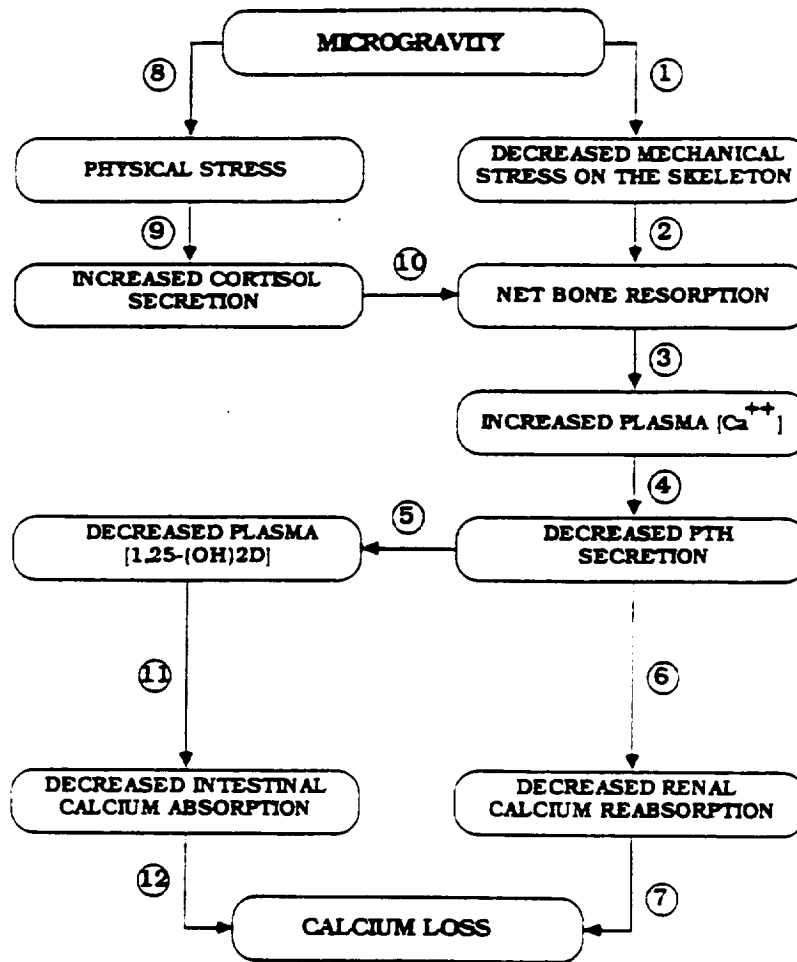 MICROGRAVITY
8
1
PHYSICAL STRESS
DECREASED MECHANICAL
STRESS ON THE SKELETON
9
2
INCREASED CORTISOL
SECRETION
10
NET BONE RESORPTION
3
INCREASED PLASMA [Ca++]
4
DECREASED PLASMA
[1,25-(OH)2D]
5
DECREASED PTH
SECRETION
11
6
DECREASED INTESTINAL
CALCIUM ABSORPTION
DECREASED RENAL
CALCIUM REABSORPTION
12
7
CALCIUM LOSS